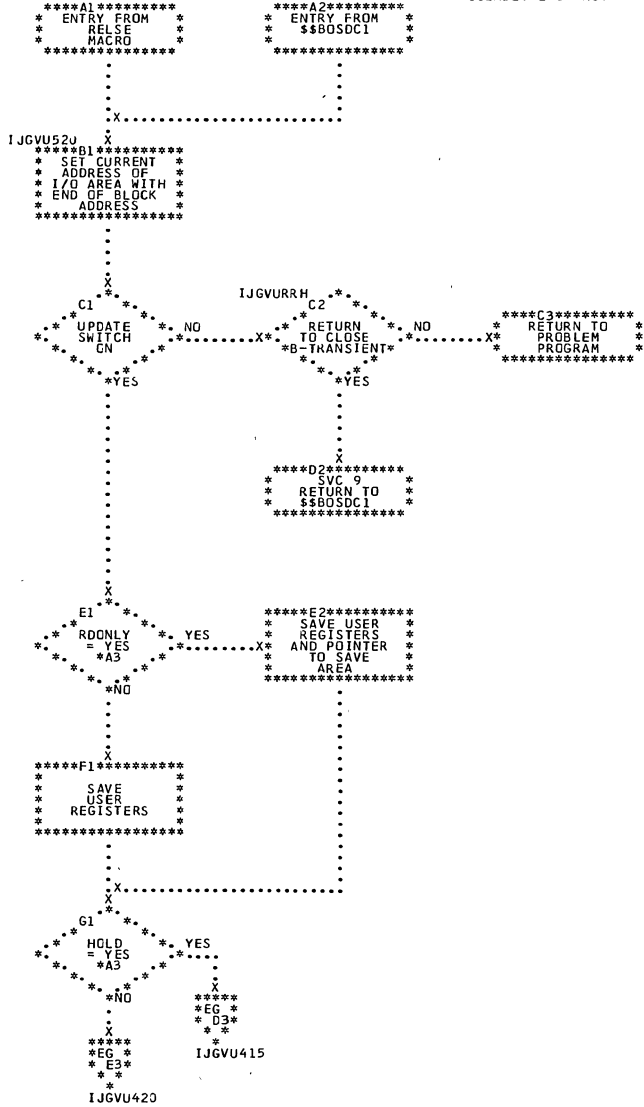 A1 A2
ENTRY FROM ENTRY FROM
RELSE $$BOSDC1
MACRO
IJGVU520
B1
SET CURRENT
ADDRESS OF
I/O AREA WITH
END OF BLOCK
ADDRESS
IJGVURRH
C1 C2 C3
UPDATE NO RETURN NO RETURN TO
SWITCH TO CLOSE PROBLEM
ON *B-TRANSIENT* PROGRAM
*YES *YES
D2
SVC 9
RETURN TO
$$BOSDC1
E1 E2
RDONLY YES SAVE USER
= YES REGISTERS
*A3 AND POINTER
TO SAVE
AREA
*NO
F1
SAVE
USER
REGISTERS
G1
HOLD YES
= YES
*A3
*NO
*EG *
* D3*
IJGVU415
*EG *
* E3*
IJGVU420